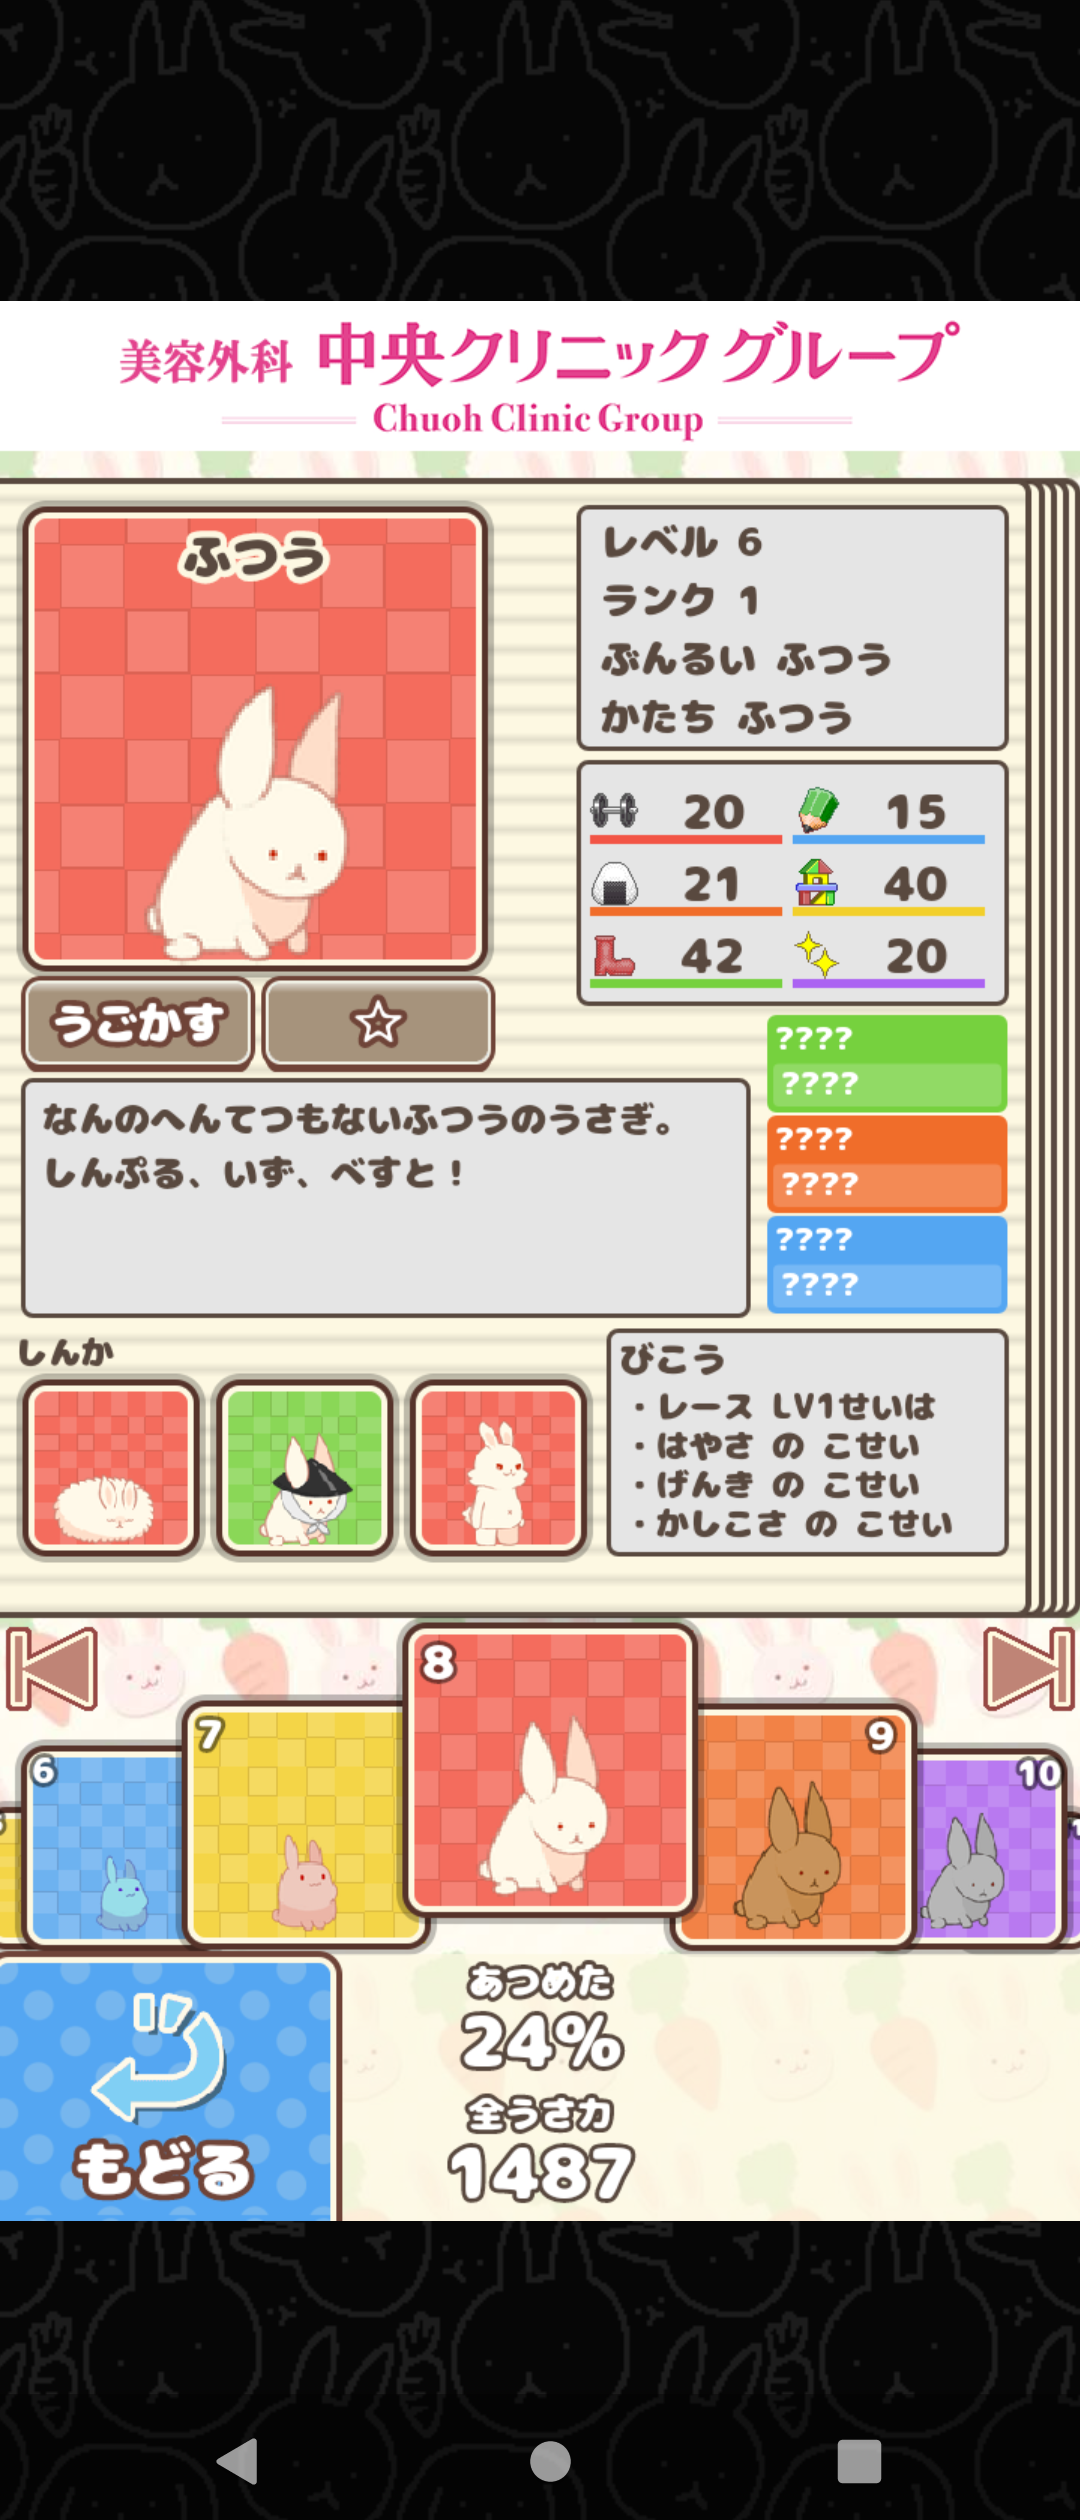 美容外科 中央クリニックグループ
Chuoh Clinic Group
ふつう
レベル 6
ランク 1
ぶんるい ふつう
かたち ふつう
20 15
21 40
42 20
うごかす ☆
????
????
????
????
????
????
なんのへんてつもないふつうのうさぎ。
しんぷる、いず、べすと！
しんか
びこう
・レース LV1せいは
・はやさ の こせい
・げんき の こせい
・かしこさ の こせい
6
7
8
9
10
もどる
あつめた
24%
全うさ力
1487